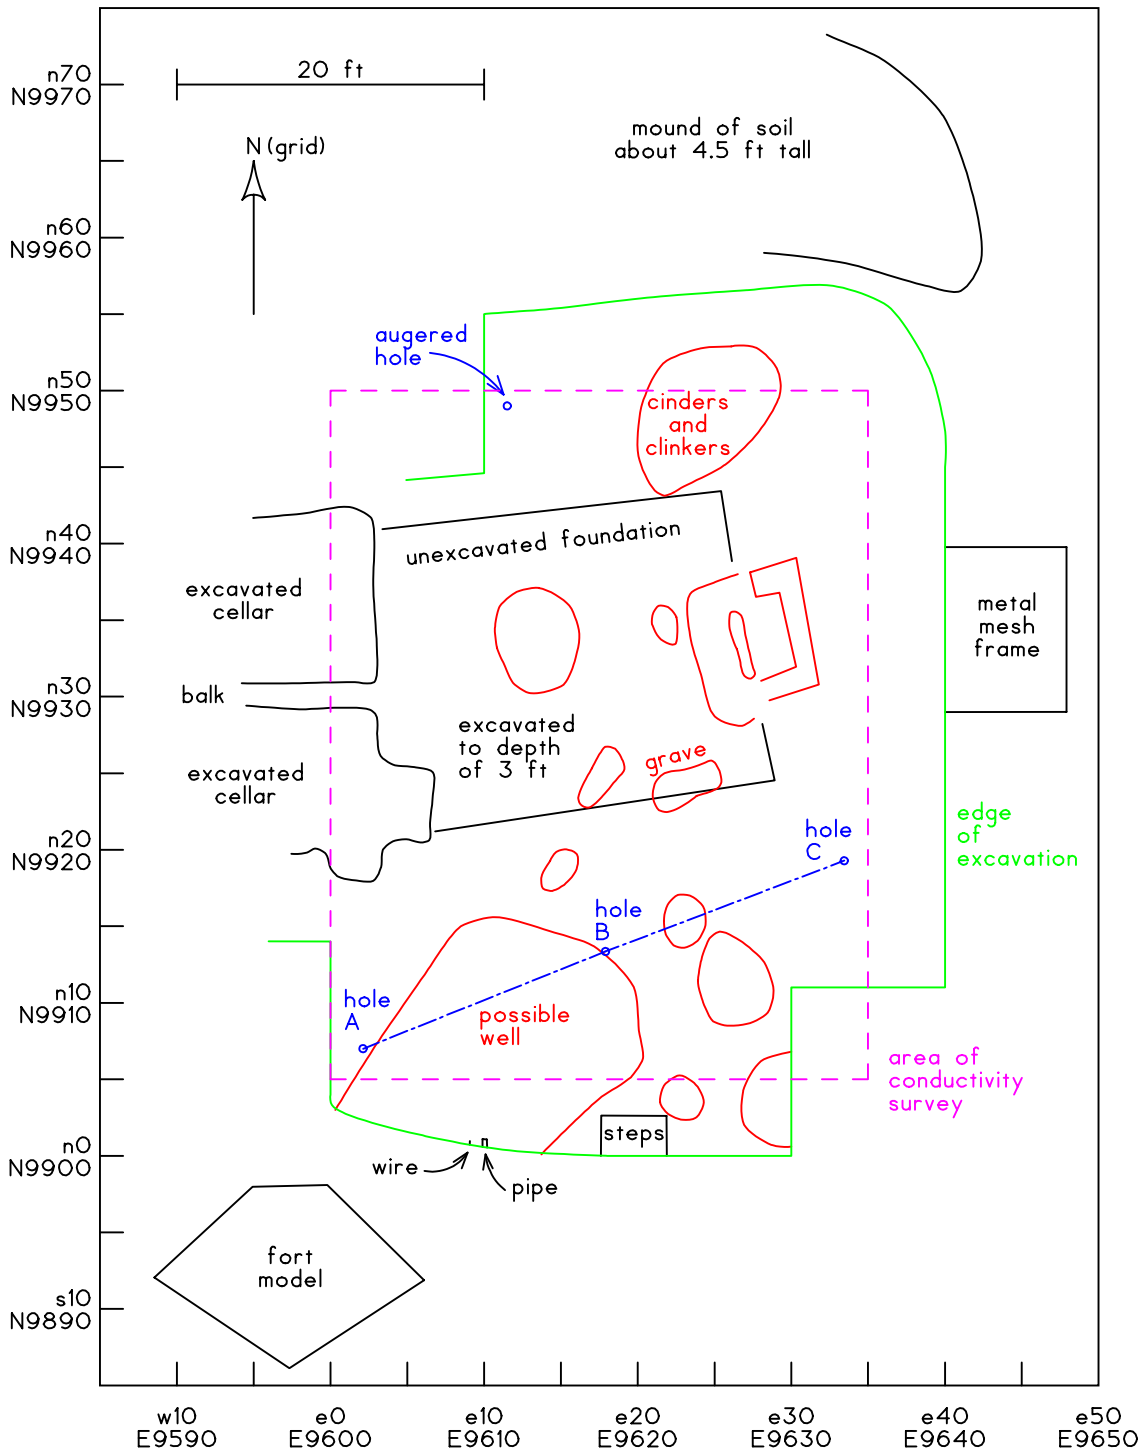 n70
N9970
20 ft
mound of soil
about 4.5 ft tall
N (grid)
n60
N9960
augered
hole
n50
N9950
cinders
and
clinkers
n40
N9940
unexcavated foundation
excavated
cellar
metal
mesh
frame
n30
N9930
balk
excavated
to depth
of 3 ft
grave
excavated
cellar
edge
of
excavation
n20
N9920
hole
C
hole
B
n10
N9910
hole
A
possible
well
area of
conductivity
survey
n0
N9900
steps
wire
pipe
fort
model
s10
N9890
w10
E9590
e0
E9600
e10
E9610
e20
E9620
e30
E9630
e40
E9640
e50
E9650